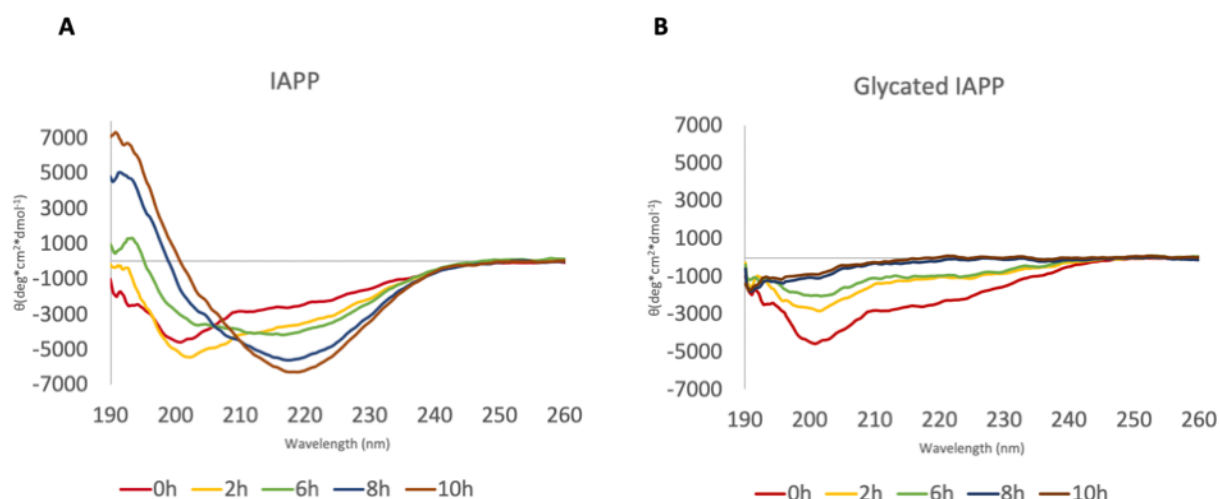 A
IAPP
7000
5000
3000
1000
-1000
-3000
-5000
-7000
θ(deg*cm²*dmol⁻¹)
190 200 210 220 230 240 250 260
Wavelength (nm)
0h 2h 6h 8h 10h
B
Glycated IAPP
7000
5000
3000
1000
-1000
-3000
-5000
-7000
θ(deg*cm²*dmol⁻¹)
190 200 210 220 230 240 250 260
Wavelength (nm)
0h 2h 6h 8h 10h